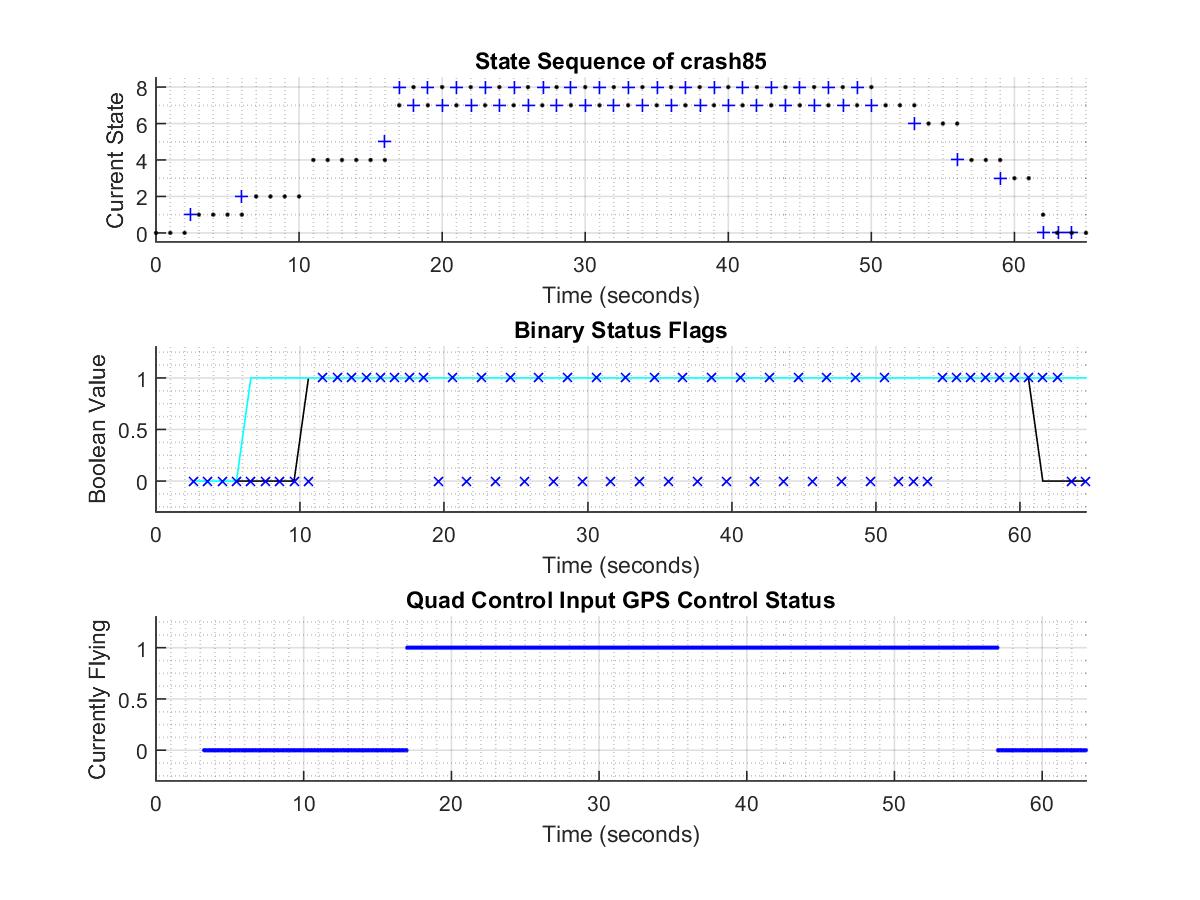 State Sequence of crash85
Current State
8
6
4
2
0
0 10 20 30 40 50 60
Time (seconds)
Binary Status Flags
Boolean Value
1
0.5
0
0 10 20 30 40 50 60
Time (seconds)
Quad Control Input GPS Control Status
Currently Flying
1
0.5
0
0 10 20 30 40 50 60
Time (seconds)